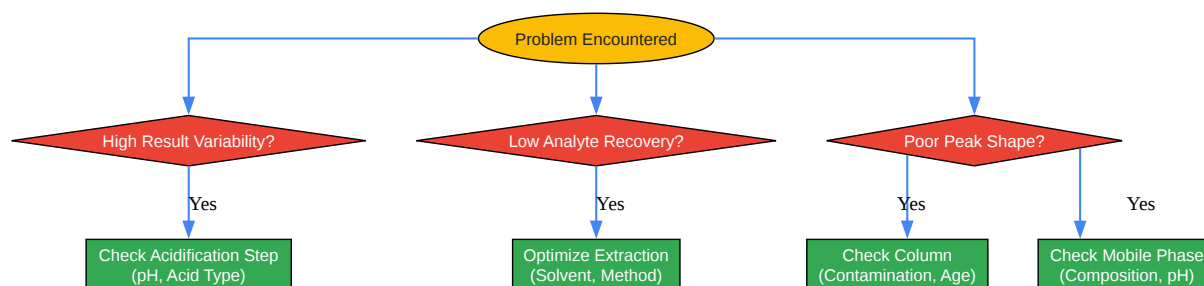 Problem Encountered
High Result Variability?
Low Analyte Recovery?
Poor Peak Shape?
Yes
Yes
Yes
Yes
Check Acidification Step
(pH, Acid Type)
Optimize Extraction
(Solvent, Method)
Check Column
(Contamination, Age)
Check Mobile Phase
(Composition, pH)